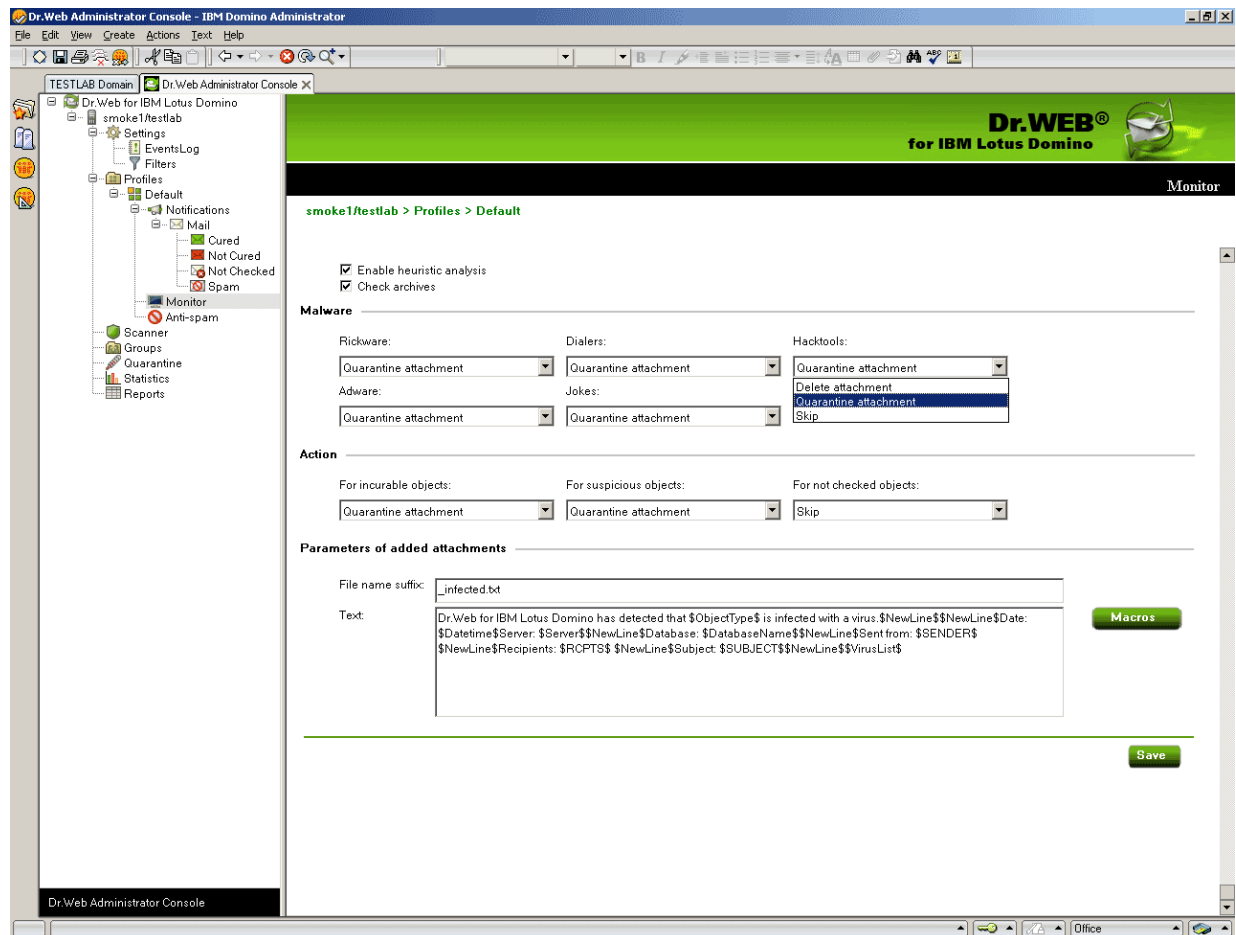 Dr.Web Administrator Console - IBM Domino Administrator
File Edit View Create Actions Text Help
TESTLAB Domain Dr.Web Administrator Console
Dr.Web for IBM Lotus Domino
smoke1/testlab
Settings
EventsLog
Filters
Profiles
Default
Notifications
Mail
Cured
Not Cured
Not Checked
Spam
Monitor
Anti-spam
Scanner
Groups
Quarantine
Statistics
Reports
Dr.Web Administrator Console
Dr.WEB®
for IBM Lotus Domino
Monitor
smoke1/testlab > Profiles > Default
Enable heuristic analysis
Check archives
Malware
Rickware: Dialers: Hacktools:
Quarantine attachment Quarantine attachment Quarantine attachment
Delete attachment
Quarantine attachment
Skip
Adware: Jokes:
Quarantine attachment Quarantine attachment
Action
For incurable objects: For suspicious objects: For not checked objects:
Quarantine attachment Quarantine attachment Skip
Parameters of added attachments
File name suffix: _infected.txt
Text: Dr.Web for IBM Lotus Domino has detected that $ObjectType$ is infected with a virus.$NewLine$$NewLine$Date:
$Datetime$Server: $Server$$NewLine$Database: $DatabaseName$$NewLine$Sent from: $SENDER$
$NewLine$Recipients: $RCPTS$ $NewLine$Subject: $SUBJECT$$NewLine$$VirusList$
Macros
Save
Office